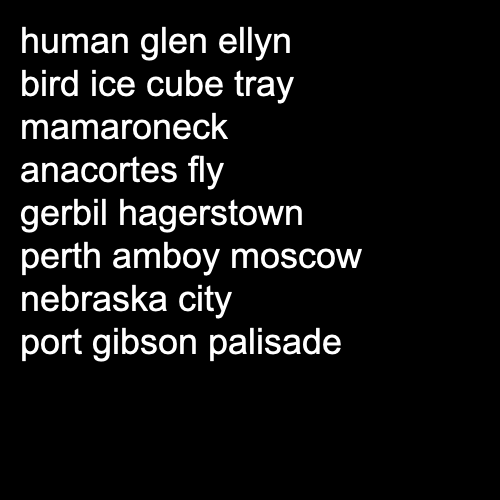 human glen ellyn
bird ice cube tray
mamaroneck
anacortes fly
gerbil hagerstown
perth amboy moscow
nebraska city
port gibson palisade